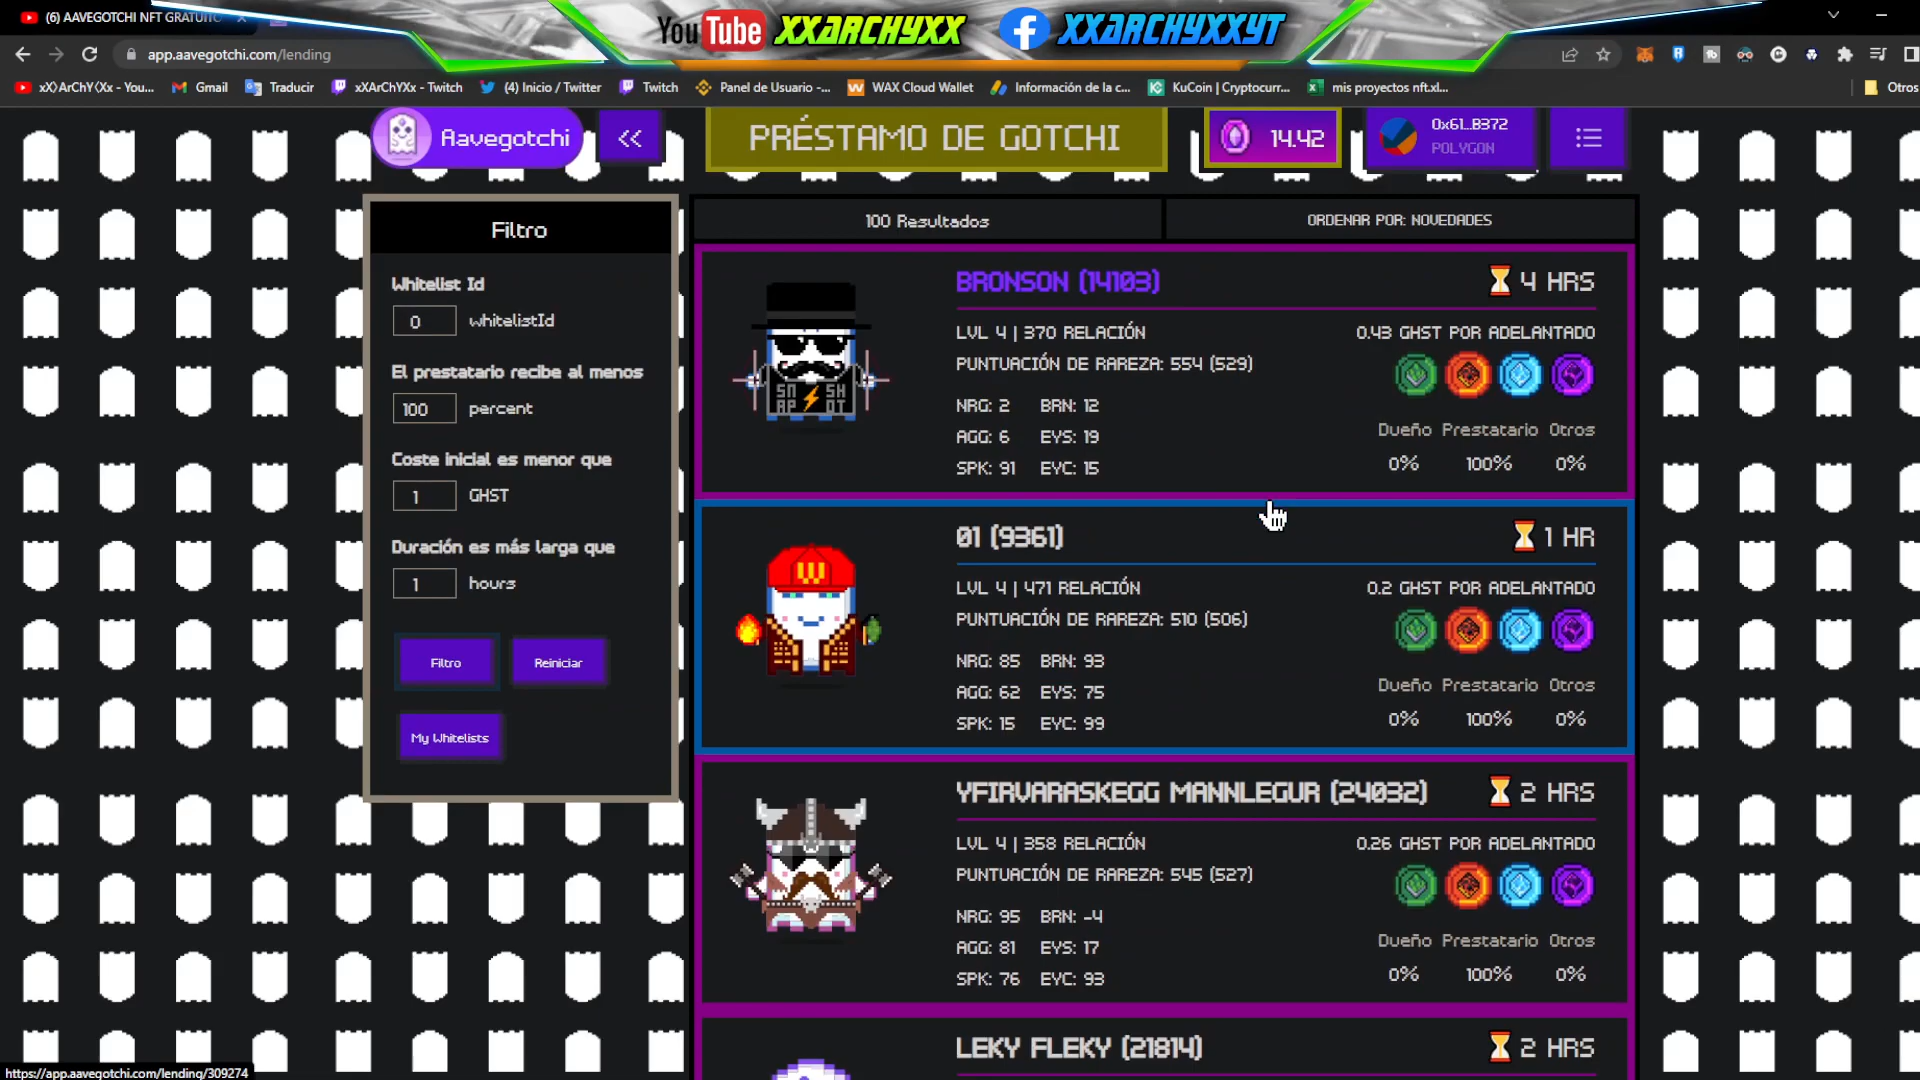 (6) AAVEGOTCHI NFT GRATUITO
YouTube XXARCHYXX
XXARCHYXXYT
app.aavegotchi.com/lending
xX)ArChY(Xx - You...
Gmail
Traducir
xXArChYXx - Twitch
(4) Inicio / Twitter
Twitch
Panel de Usuario -...
WAX Cloud Wallet
Información de la c...
KuCoin | Cryptocurr...
mis proyectos nft.xl...
Otros
Aavegotchi
<<
PRÉSTAMO DE GOTCHI
14.42
0x61...B372
POLYGON
Filtro
Whitelist Id
0 whitelistId
El prestatario recibe al menos
100 percent
Coste inicial es menor que
1 GHST
Duración es más larga que
1 hours
Filtro
Reiniciar
My Whitelists
100 Resultados
ORDENAR POR: NOVEDADES
BRONSON (14103)
4 HRS
LVL 4 | 370 RELACIÓN
0.43 GHST POR ADELANTADO
PUNTUACIÓN DE RAREZA: 554 (529)
NRG: 2 BRN: 12
AGG: 6 EYS: 19
SPK: 91 EYC: 15
Dueño Prestatario Otros
0% 100% 0%
SN SH
AP OT
01 (9361)
1 HR
LVL 4 | 471 RELACIÓN
0.2 GHST POR ADELANTADO
PUNTUACIÓN DE RAREZA: 510 (506)
NRG: 85 BRN: 93
AGG: 62 EYS: 75
SPK: 15 EYC: 99
Dueño Prestatario Otros
0% 100% 0%
W
YFIRVARASKEGG MANNLEGUR (24032)
2 HRS
LVL 4 | 358 RELACIÓN
0.26 GHST POR ADELANTADO
PUNTUACIÓN DE RAREZA: 545 (527)
NRG: 95 BRN: -4
AGG: 81 EYS: 17
SPK: 76 EYC: 93
Dueño Prestatario Otros
0% 100% 0%
LEKY FLEKY (21814)
2 HRS
https://app.aavegotchi.com/lending/309274